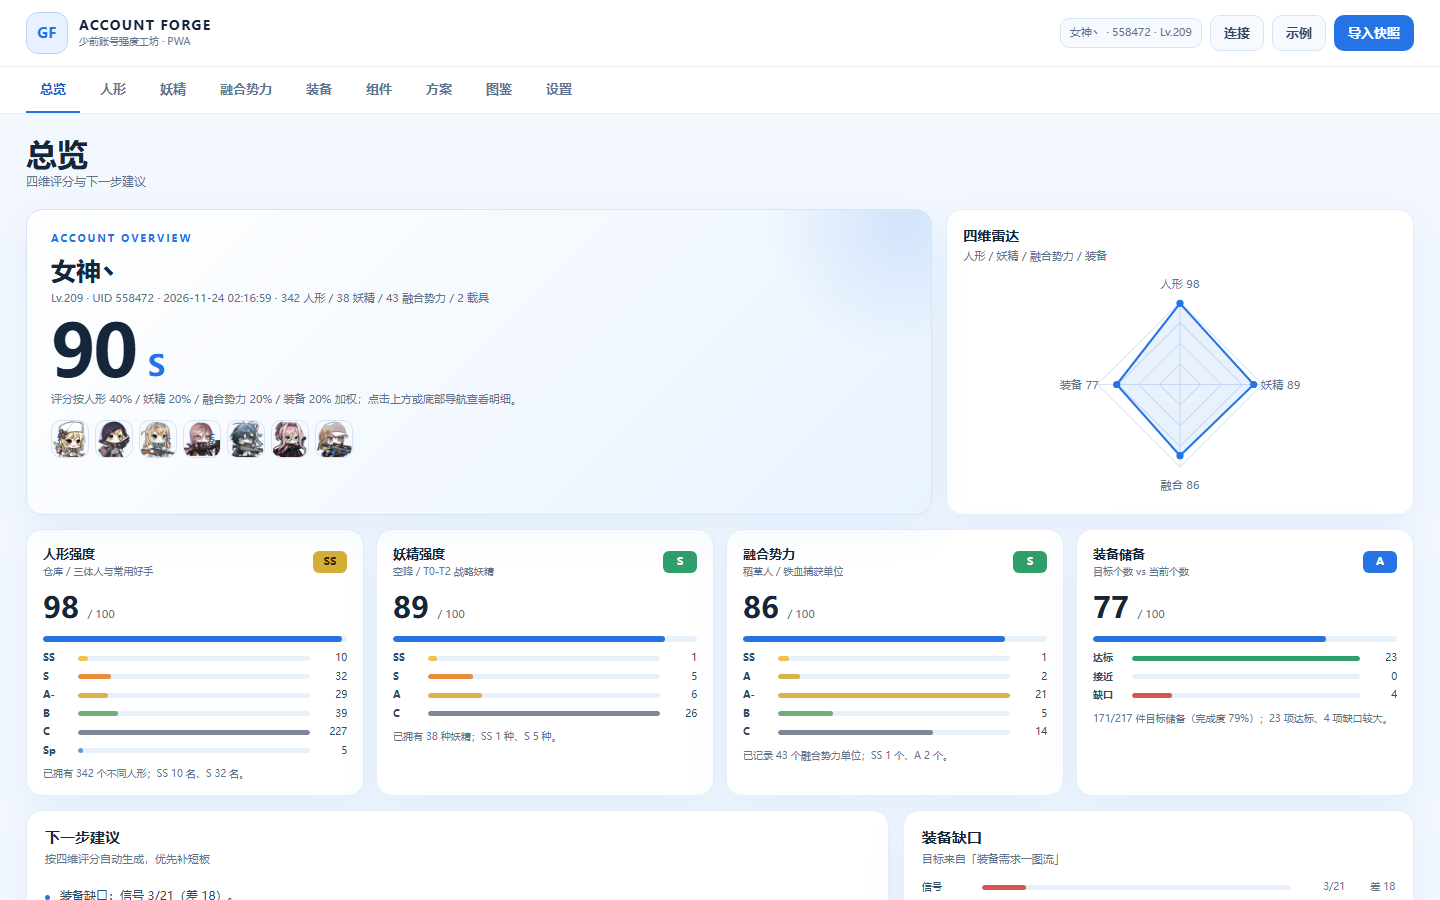 GF
ACCOUNT FORGE
少前账号强度工坊 · PWA
女神丶 · 558472 · Lv.209
连接
示例
导入快照
总览
人形
妖精
融合势力
装备
组件
方案
图鉴
设置
总览
四维评分与下一步建议
ACCOUNT OVERVIEW
女神丶
Lv.209 · UID 558472 · 2026-11-24 02:16:59 · 342 人形 / 38 妖精 / 43 融合势力 / 2 载具
90 S
评分按人形 40% / 妖精 20% / 融合势力 20% / 装备 20% 加权；点击上方或底部导航查看明细。
四维雷达
人形 / 妖精 / 融合势力 / 装备
人形 98
装备 77
妖精 89
融合 86
人形强度
仓库 / 三体人与常用好手
SS
98 / 100
SS 10
S 32
A- 29
B 39
C 227
Sp 5
已拥有 342 个不同人形；SS 10 名、S 32 名。
妖精强度
空降 / T0-T2 战略妖精
S
89 / 100
SS 1
S 5
A 6
C 26
已拥有 38 种妖精；SS 1 种、S 5 种。
融合势力
稻草人 / 铁血捕获单位
S
86 / 100
SS 1
A 2
A- 21
B 5
C 14
已记录 43 个融合势力单位；SS 1 个、A 2 个。
装备储备
目标个数 vs 当前个数
A
77 / 100
达标 23
接近 0
缺口 4
171/217 件目标储备（完成度 79%）；23 项达标、4 项缺口较大。
下一步建议
按四维评分自动生成，优先补短板
装备缺口：信号 3/21（差 18）。
装备缺口
目标来自「装备需求一图流」
信号 3/21 差 18